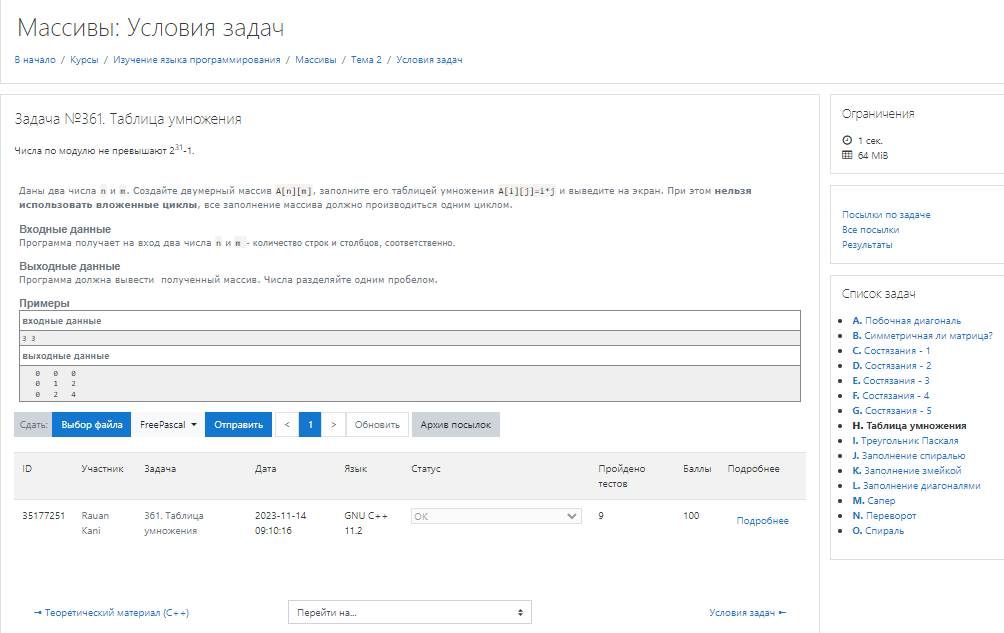 Массивы: Условия задач
В начало / Курсы / Изучение языка программирования / Массивы / Тема 2 / Условия задач
Задача №361. Таблица умножения
Числа по модулю не превышают 2^31-1.
Даны два числа n и m. Создайте двумерный массив A[n][m], заполните его таблицей умножения A[i][j]=i*j и выведите на экран. При этом нельзя
использовать вложенные циклы, все заполнение массива должно производиться одним циклом.
Входные данные
Программа получает на вход два числа n и m - количество строк и столбцов, соответственно.
Выходные данные
Программа должна вывести полученный массив. Числа разделяйте одним пробелом.
Примеры
входные данные
3 3
выходные данные
0 0 0
0 1 2
0 2 4
Сдать: Выбор файла FreePascal Отправить < 1 > Обновить Архив посылок
ID Участник Задача Дата Язык Статус Пройдено тестов Баллы Подробнее
35177251 Rauan Kani 361. Таблица умножения 2023-11-14 09:10:16 GNU C++ 11.2 OK 9 100 Подробнее
→ Теоретический материал (C++) Перейти на... Условия задач ←
Ограничения
1 сек.
64 MiB
Посылки по задаче
Все посылки
Результаты
Список задач
A. Побочная диагональ
B. Симметричная ли матрица?
C. Состязания - 1
D. Состязания - 2
E. Состязания - 3
F. Состязания - 4
G. Состязания - 5
H. Таблица умножения
I. Треугольник Паскаля
J. Заполнение спиралью
K. Заполнение змейкой
L. Заполнение диагоналями
M. Сапер
N. Переворот
O. Спираль